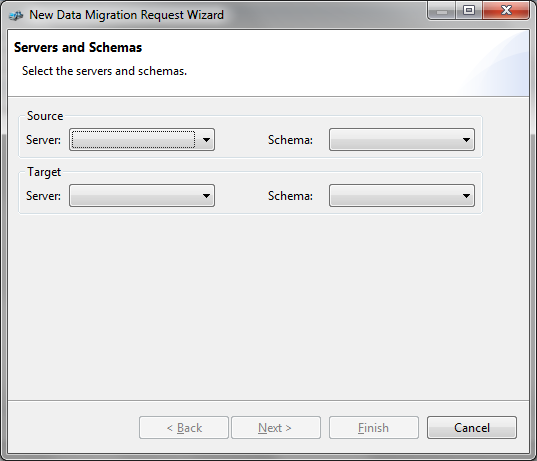 New Data Migration Request Wizard
Servers and Schemas
Select the servers and schemas.
Source
Server: Schema:
Target
Server: Schema:
< Back Next > Finish Cancel